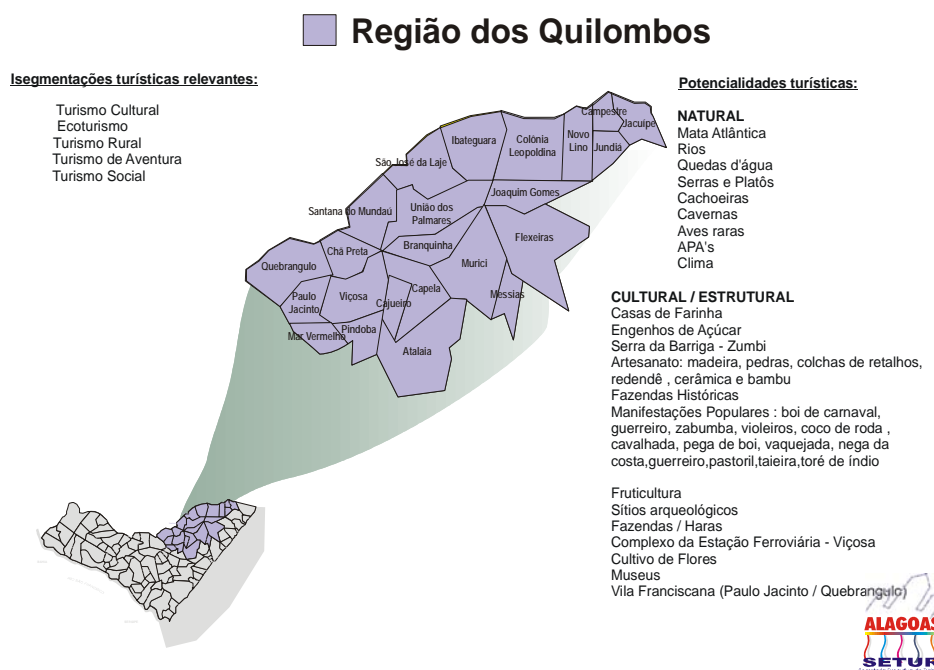 Região dos Quilombos
Isegmentações turísticas relevantes:
Turismo Cultural
Ecoturismo
Turismo Rural
Turismo de Aventura
Turismo Social
Campestre
Jacuípe
Ibateguara
Colônia
Leopoldina
Novo
Lino
Jundiá
São José da Laje
Joaquim Gomes
Santana do Mundaú
União dos
Palmares
Flexeiras
Chã Preta
Branquinha
Quebrangulo
Murici
Paulo
Jacinto
Viçosa
Cajueiro
Capela
Messias
Mar Vermelho
Pindoba
Atalaia
Potencialidades turísticas:
NATURAL
Mata Atlântica
Rios
Quedas d'água
Serras e Platôs
Cachoeiras
Cavernas
Aves raras
APA's
Clima
CULTURAL / ESTRUTURAL
Casas de Farinha
Engenhos de Açúcar
Serra da Barriga - Zumbi
Artesanato: madeira, pedras, colchas de retalhos,
redendê , cerâmica e bambu
Fazendas Históricas
Manifestações Populares : boi de carnaval,
guerreiro, zabumba, violeiros, coco de roda ,
cavalhada, pega de boi, vaquejada, nega da
costa,guerreiro,pastoril,taieira,toré de índio
Fruticultura
Sítios arqueológicos
Fazendas / Haras
Complexo da Estação Ferroviária - Viçosa
Cultivo de Flores
Museus
Vila Franciscana (Paulo Jacinto / Quebrangulo)
ALAGOAS
SETUR